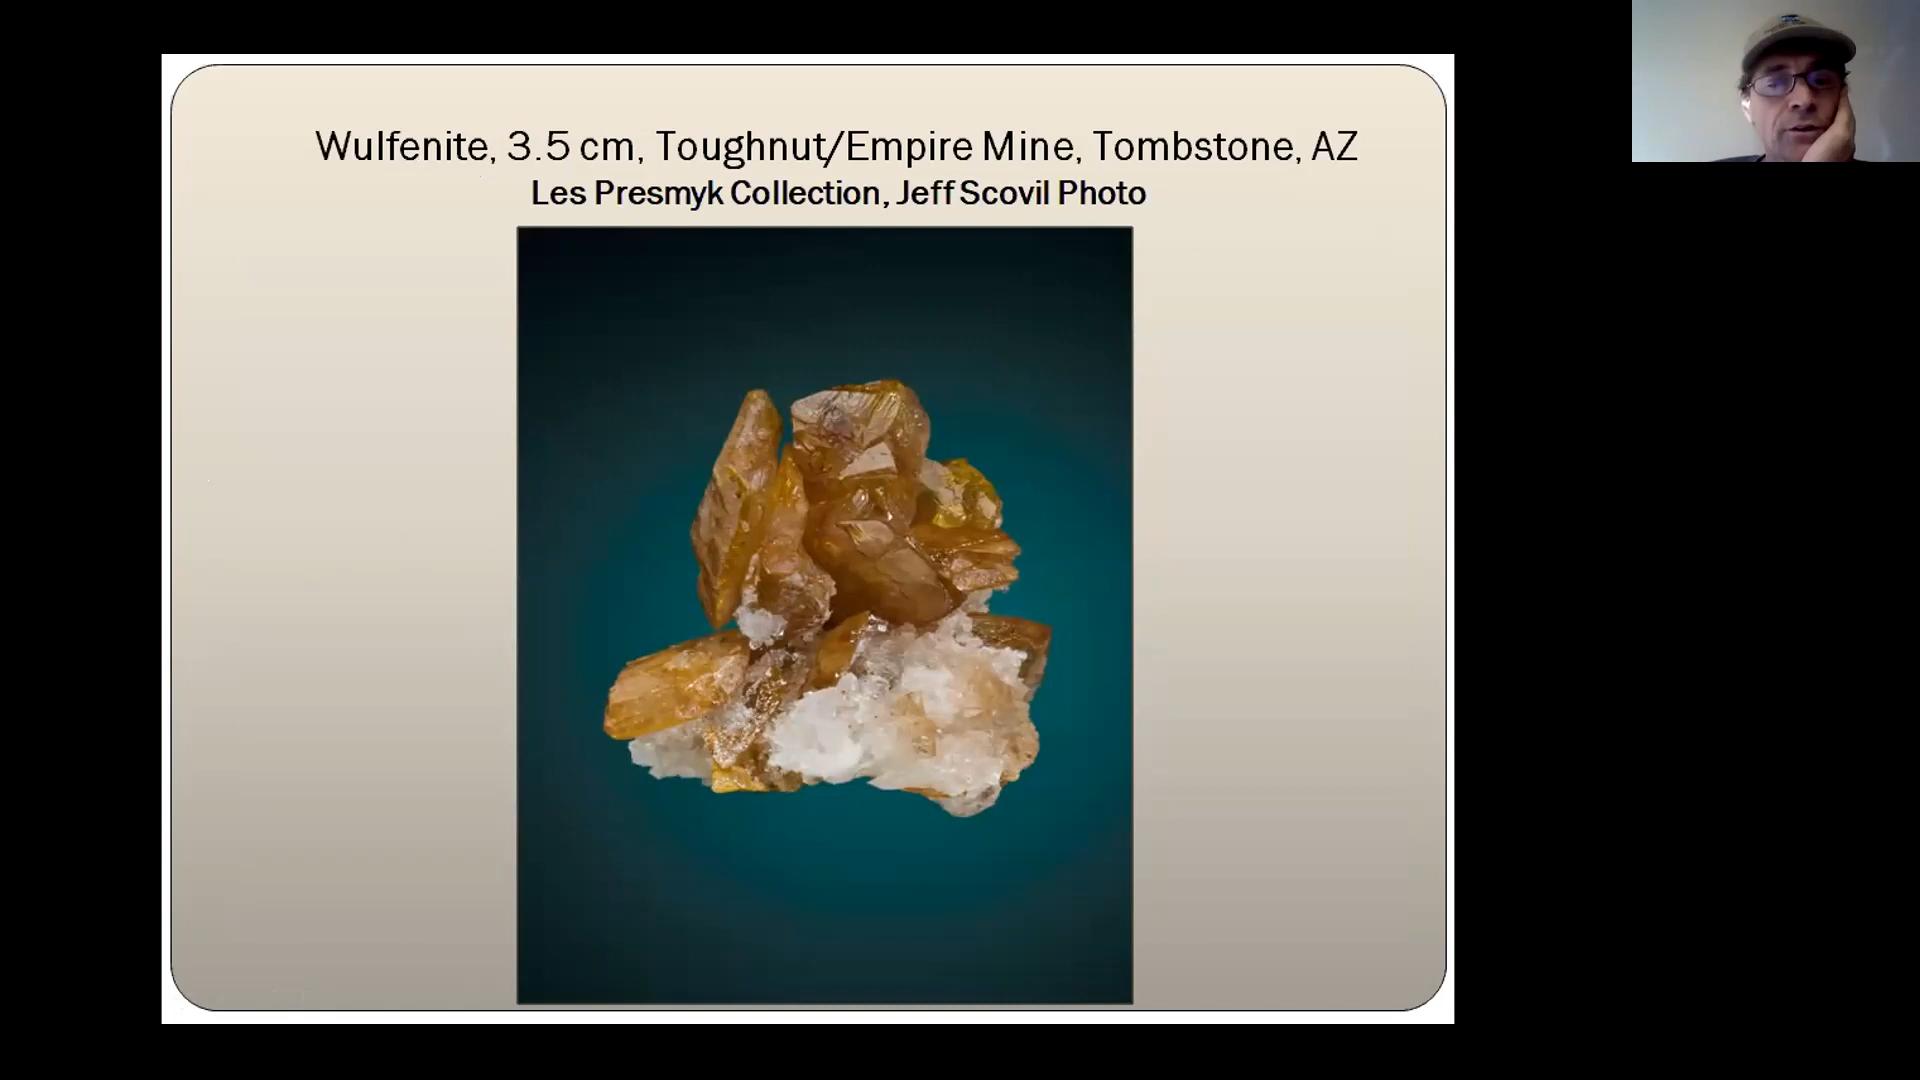 Wulfenite, 3.5 cm, Toughnut/Empire Mine, Tombstone, AZ
Les Presmyk Collection, Jeff Scovil Photo